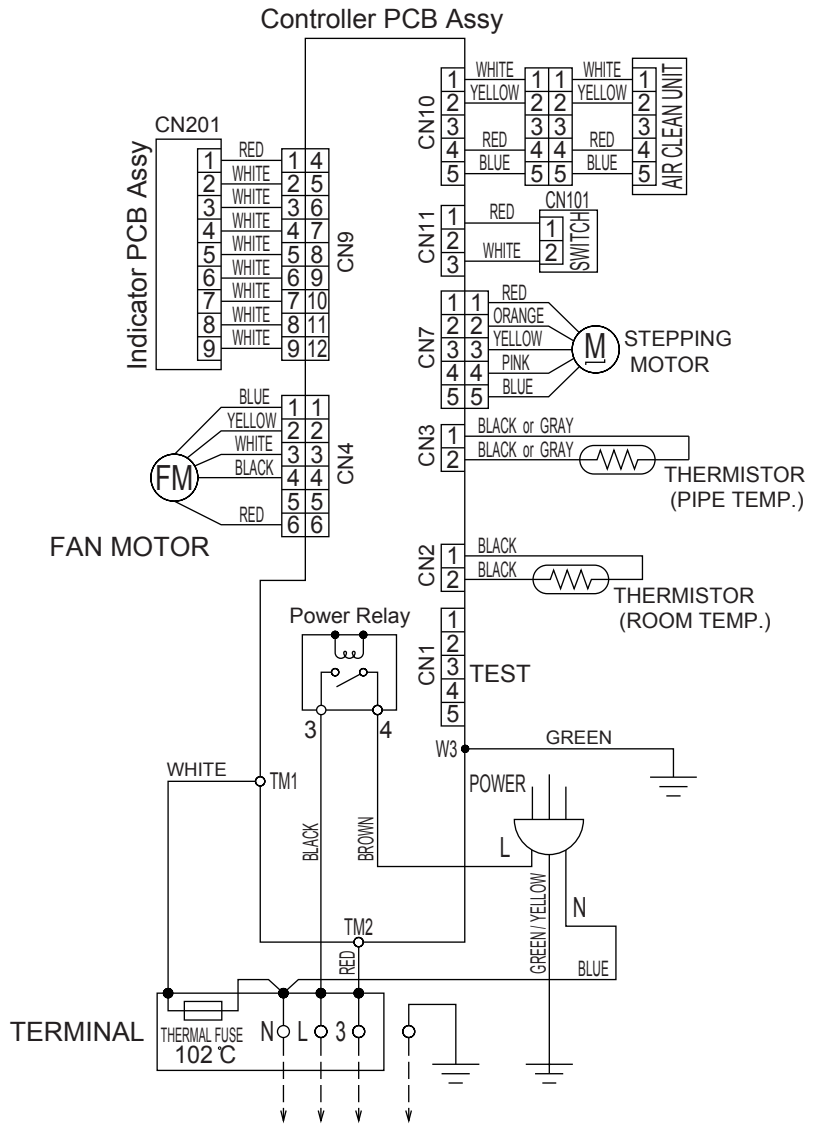 Controller PCB Assy
CN201
Indicator PCB Assy
1 RED 1 4
2 WHITE 2 5
3 WHITE 3 6
4 WHITE 4 7
5 WHITE 5 8
6 WHITE 6 9
7 WHITE 7 10
8 WHITE 8 11
9 WHITE 9 12
CN9
BLUE 1 1
YELLOW 2 2
WHITE 3 3
BLACK 4 4
5 5
RED 6 6
CN4
FM
FAN MOTOR
CN10
1 WHITE 1 1 WHITE 1
2 YELLOW 2 2 YELLOW 2
3 3 3 3
4 RED 4 4 RED 4
5 BLUE 5 5 BLUE 5
AIR CLEAN UNIT
CN11
CN101
1 RED 1
2
3 WHITE 2
SWITCH
CN7
1 1 RED
2 2 ORANGE
3 3 YELLOW
4 4 PINK
5 5 BLUE
M
STEPPING
MOTOR
CN3
1 BLACK or GRAY
2 BLACK or GRAY
THERMISTOR
(PIPE TEMP.)
CN2
1 BLACK
2 BLACK
THERMISTOR
(ROOM TEMP.)
CN1
1
2
3
4
5
TEST
Power Relay
3 4
W3 GREEN
WHITE TM1
POWER
BLACK
BROWN
L
N
GREEN / YELLOW
BLUE
TM2
RED
TERMINAL
THERMAL FUSE
102 ℃
N L 3